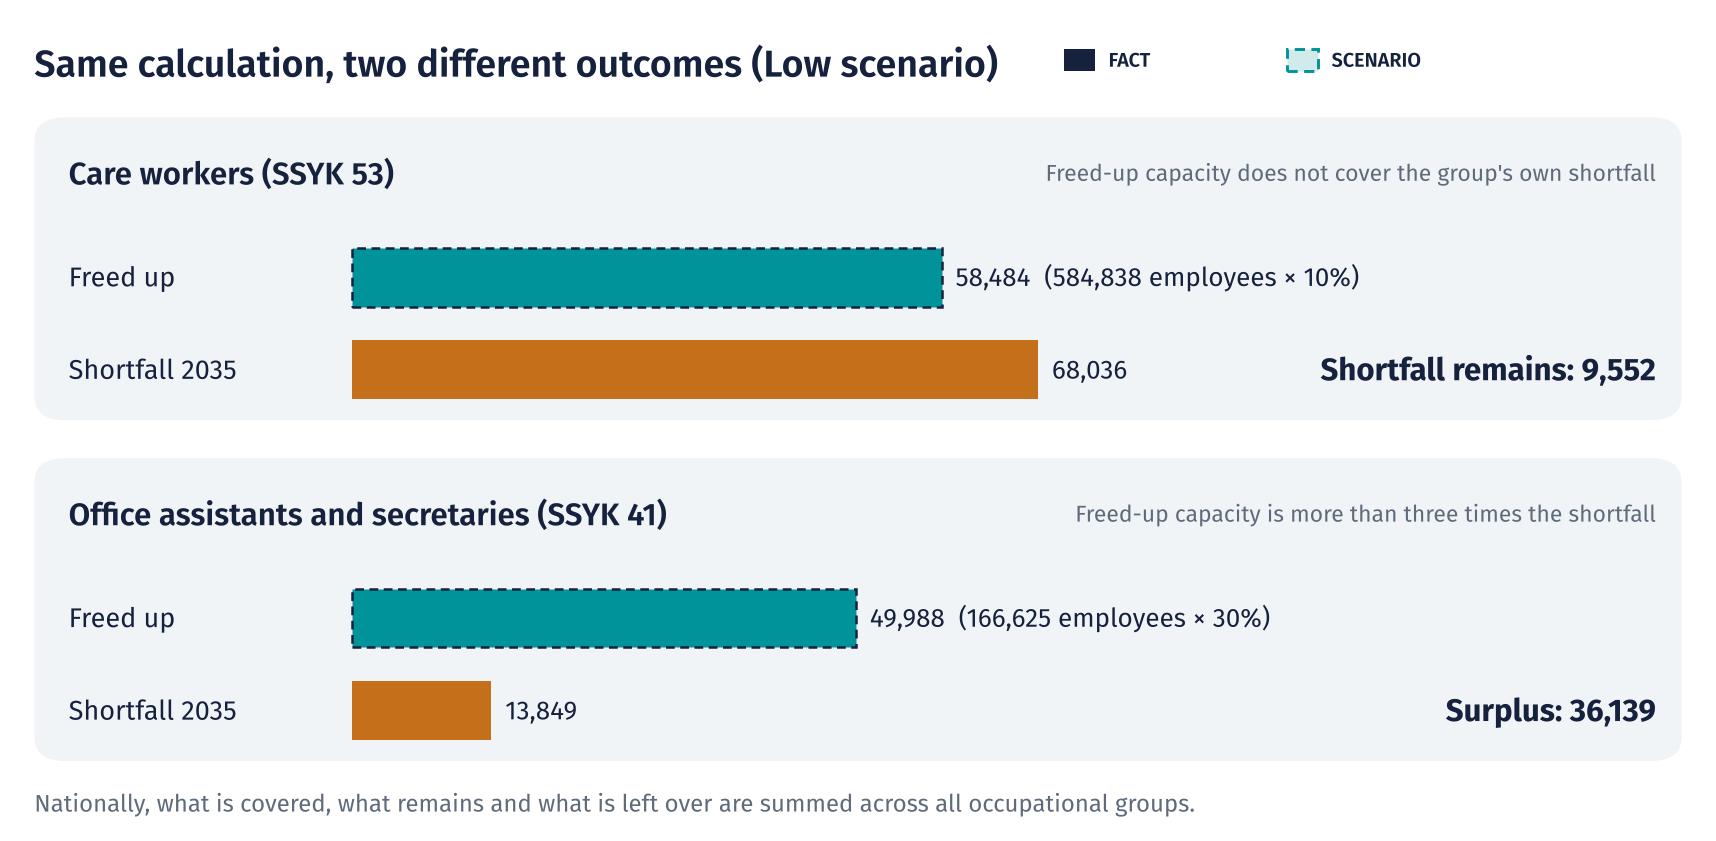 Same calculation, two different outcomes (Low scenario)
FACT
SCENARIO
Care workers (SSYK 53)
Freed-up capacity does not cover the group's own shortfall
Freed up
58,484 (584,838 employees × 10%)
Shortfall 2035
68,036
Shortfall remains: 9,552
Office assistants and secretaries (SSYK 41)
Freed-up capacity is more than three times the shortfall
Freed up
49,988 (166,625 employees × 30%)
Shortfall 2035
13,849
Surplus: 36,139
Nationally, what is covered, what remains and what is left over are summed across all occupational groups.